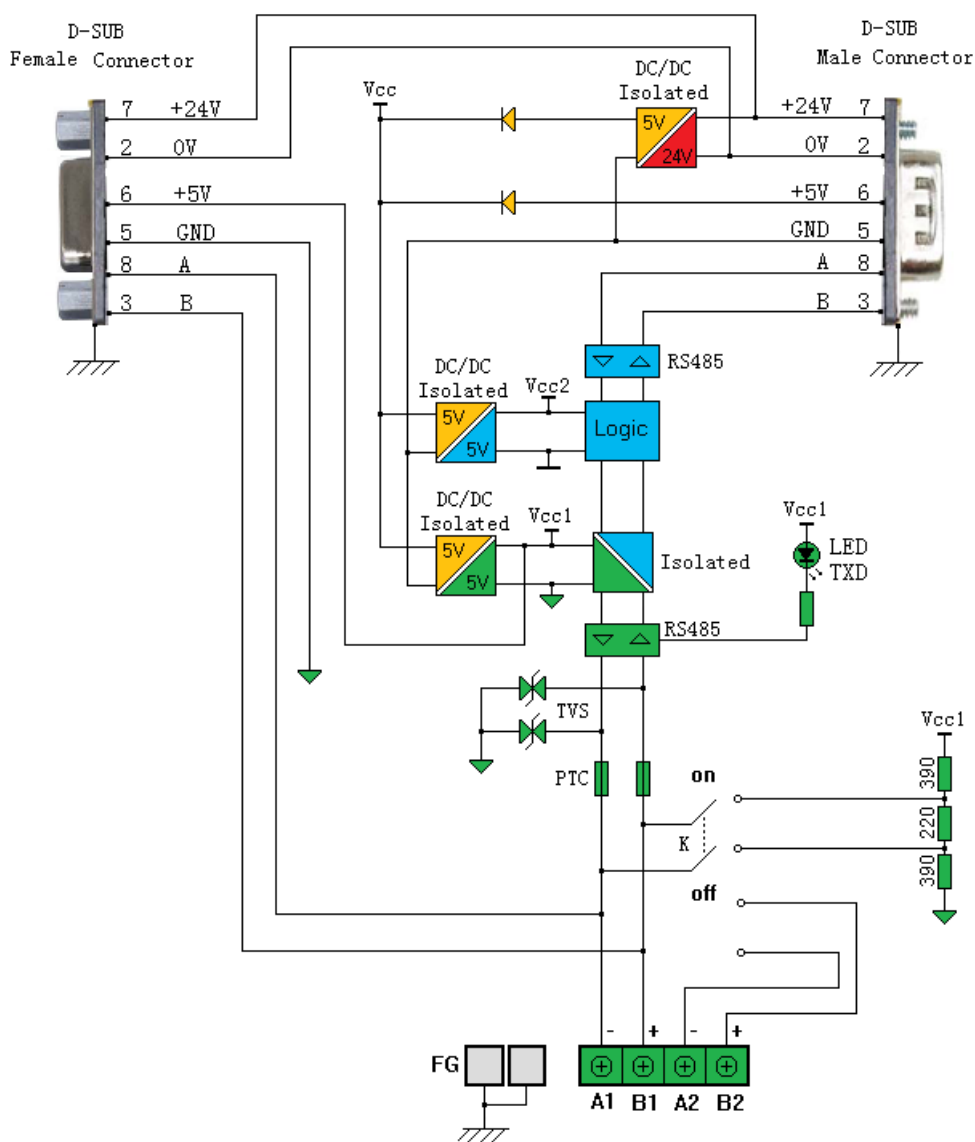 D-SUB
Female Connector
D-SUB
Male Connector
DC/DC
Isolated
Vcc
5V
24V
7 +24V
2 0V
6 +5V
5 GND
8 A
3 B
+24V 7
0V 2
+5V 6
GND 5
A 8
B 3
RS485
DC/DC
Isolated
Vcc2
5V
5V
Logic
DC/DC
Isolated
Vcc1
5V
5V
Isolated
Vcc1
LED
TXD
RS485
TVS
PTC
on
K
off
Vcc1
390
220
390
- + - +
FG
A1 B1 A2 B2